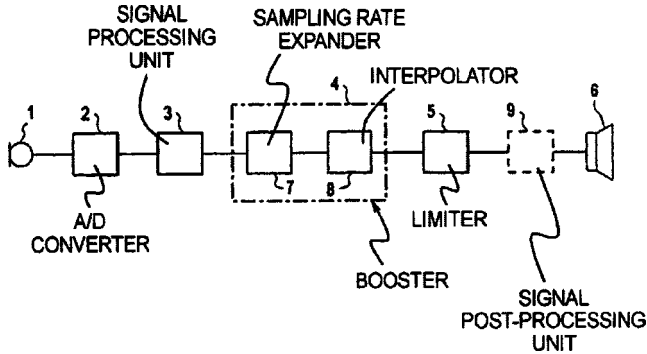 SIGNAL
PROCESSING
UNIT
SAMPLING RATE
EXPANDER
INTERPOLATOR
1
2
3
4
5
9
6
7
8
A/D
CONVERTER
LIMITER
BOOSTER
SIGNAL
POST-PROCESSING
UNIT